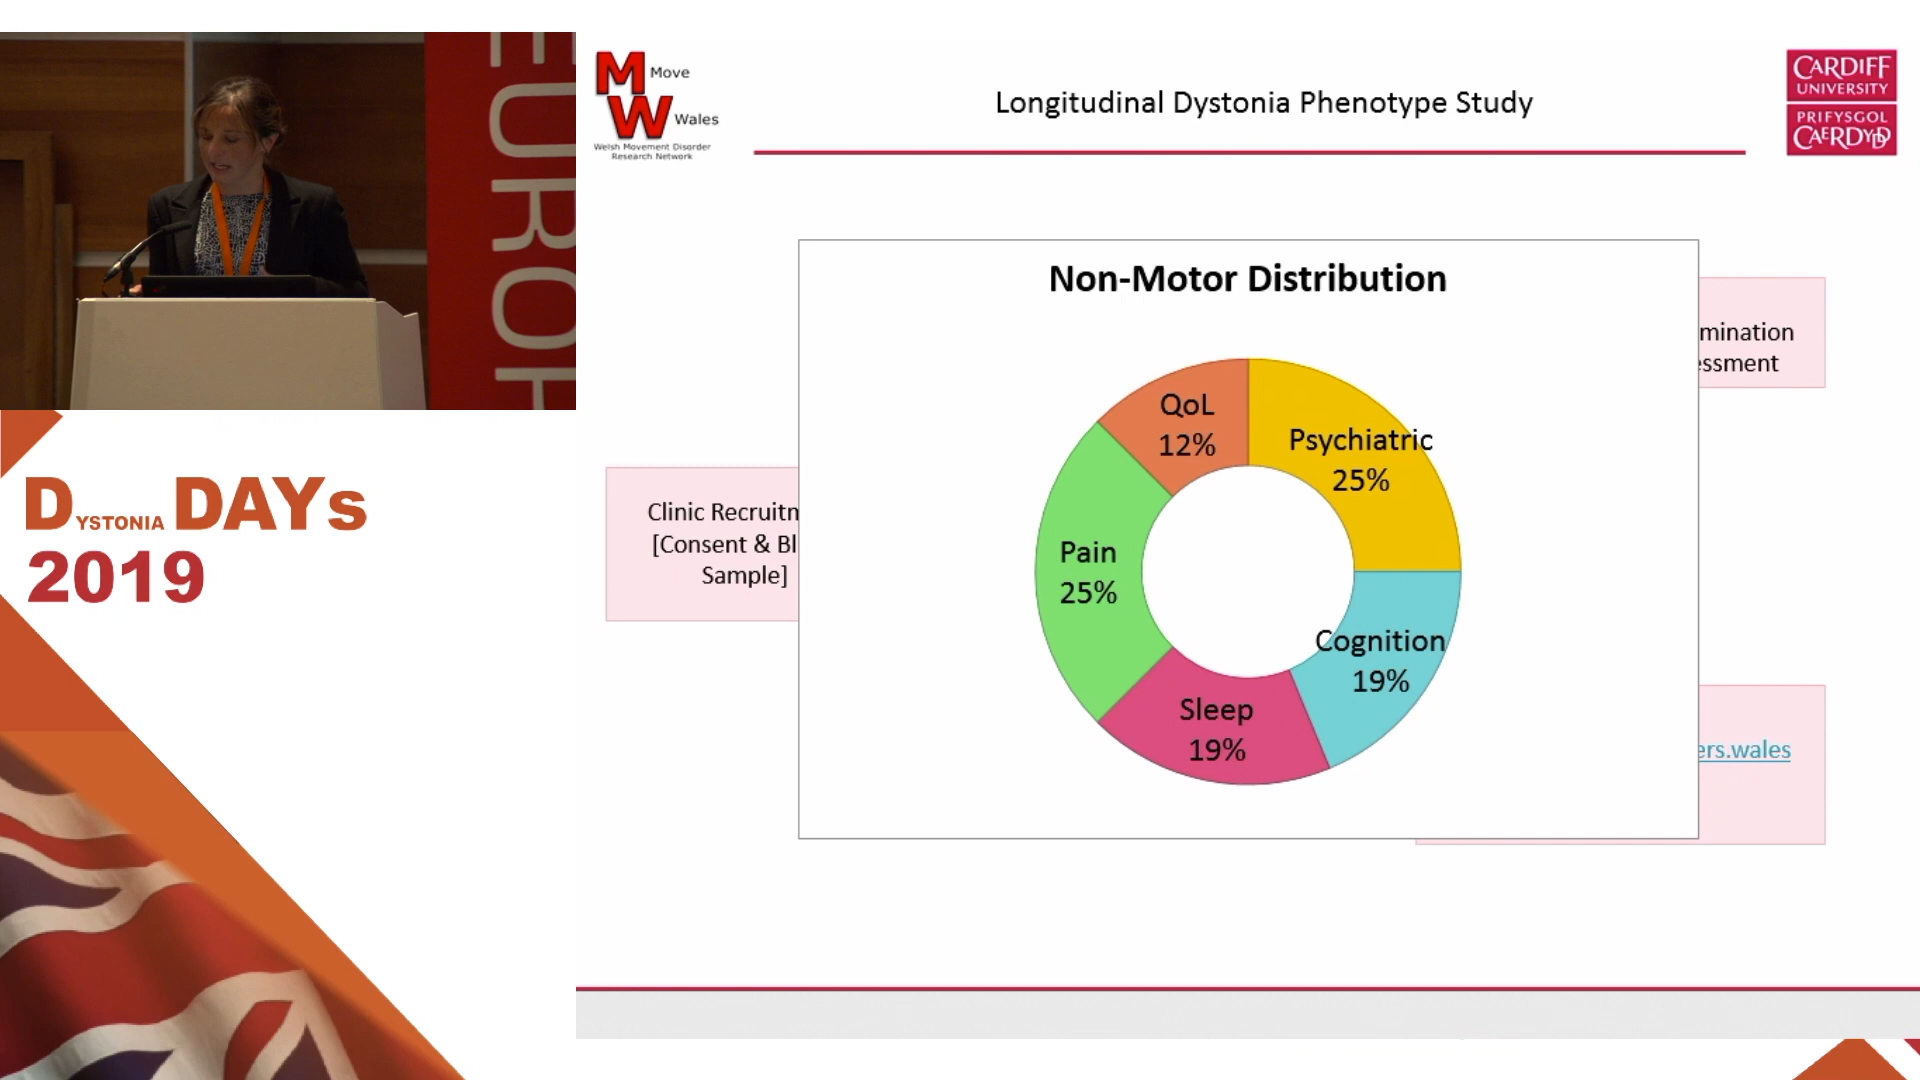 EUROP
DYSTONIA DAYs
2019
M Move
W Wales
Welsh Movement Disorder
Research Network
Longitudinal Dystonia Phenotype Study
CARDIFF
UNIVERSITY
PRIFYSGOL
CAERDYDD
Non-Motor Distribution
QoL
12%
Psychiatric
25%
Pain
25%
Cognition
19%
Sleep
19%
Clinic Recruitm
[Consent & Bl
Sample]
mination
essment
ers.wales